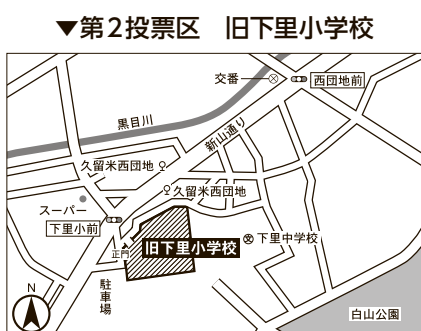 ▼第2投票区　旧下里小学校
交番
西団地前
黒目川
新山通り
久留米西団地
久留米西団地
スーパー
下里小前
旧下里小学校
下里中学校
文
正門
駐車場
N
白山公園